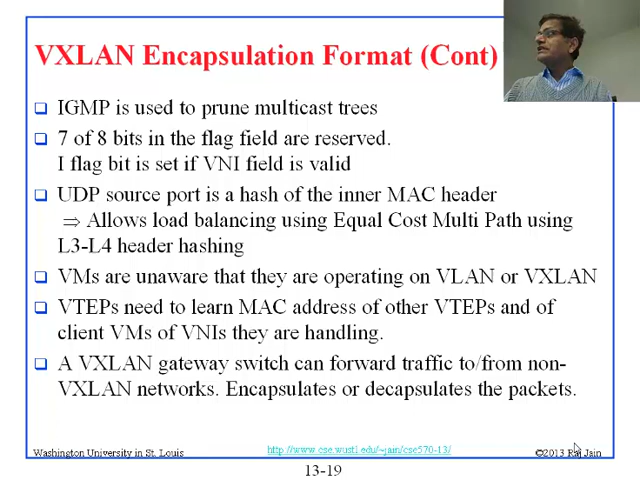 VXLAN Encapsulation Format (Cont)
IGMP is used to prune multicast trees
7 of 8 bits in the flag field are reserved.
I flag bit is set if VNI field is valid
UDP source port is a hash of the inner MAC header
⇒ Allows load balancing using Equal Cost Multi Path using
L3-L4 header hashing
VMs are unaware that they are operating on VLAN or VXLAN
VTEPs need to learn MAC address of other VTEPs and of
client VMs of VNIs they are handling.
A VXLAN gateway switch can forward traffic to/from non-
VXLAN networks. Encapsulates or decapsulates the packets.
Washington University in St. Louis
http://www.cse.wustl.edu/~jain/cse570-13/
©2013 Raj Jain
13-19